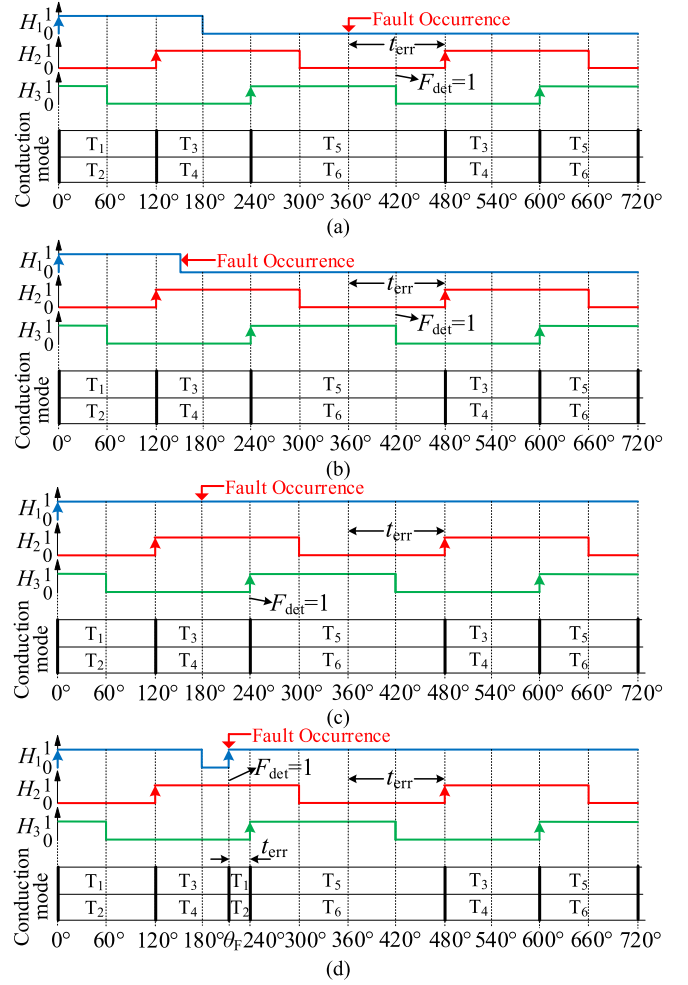 H₁ 1 0 Fault Occurrence
H₂ 1 0 tₑᵣᵣ
H₃ 1 0 F_det=1
Conduction mode
T₁ T₃ T₅ T₃ T₅
T₂ T₄ T₆ T₄ T₆
0° 60° 120° 180° 240° 300° 360° 420° 480° 540° 600° 660° 720°
(a)
H₁ 1 0 Fault Occurrence
H₂ 1 0 tₑᵣᵣ
H₃ 1 0 F_det=1
Conduction mode
T₁ T₃ T₅ T₃ T₅
T₂ T₄ T₆ T₄ T₆
0° 60° 120° 180° 240° 300° 360° 420° 480° 540° 600° 660° 720°
(b)
Fault Occurrence
H₁ 1 0
H₂ 1 0 tₑᵣᵣ
H₃ 1 0 F_det=1
Conduction mode
T₁ T₃ T₅ T₃ T₅
T₂ T₄ T₆ T₄ T₆
0° 60° 120° 180° 240° 300° 360° 420° 480° 540° 600° 660° 720°
(c)
Fault Occurrence
H₁ 1 0 F_det=1
H₂ 1 0 tₑᵣᵣ
H₃ 1 0 tₑᵣᵣ
Conduction mode
T₁ T₃ T₁ T₅ T₃ T₅
T₂ T₄ T₂ T₆ T₄ T₆
0° 60° 120° 180° θ_F 240° 300° 360° 420° 480° 540° 600° 660° 720°
(d)